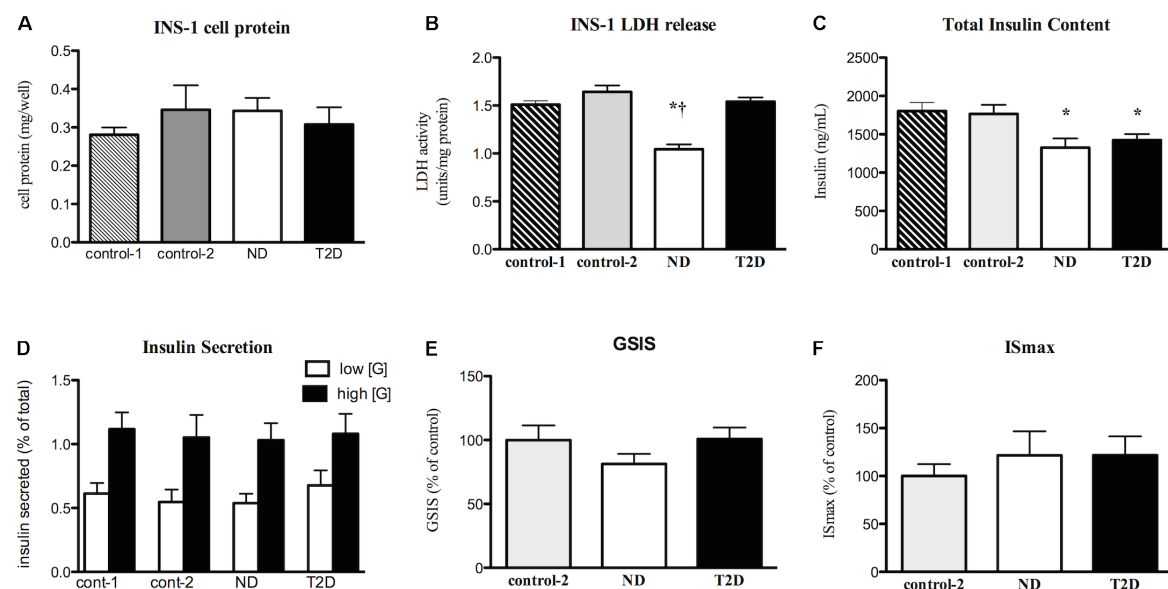 A
INS-1 cell protein
cell protein (mg/well)
0.5
0.4
0.3
0.2
0.1
0.0
control-1 control-2 ND T2D
B
INS-1 LDH release
LDH activity
(units/mg protein)
2.0
1.5
1.0
0.5
0.0
*†
control-1 control-2 ND T2D
C
Total Insulin Content
Insulin (ng/mL)
2500
2000
1500
1000
500
0
* *
control-1 control-2 ND T2D
D
Insulin Secretion
insulin secreted (% of total)
1.5
1.0
0.5
0.0
low [G]
high [G]
cont-1 cont-2 ND T2D
E
GSIS
GSIS (% of control)
150
100
50
0
control-2 ND T2D
F
ISmax
ISmax (% of control)
200
150
100
50
0
control-2 ND T2D